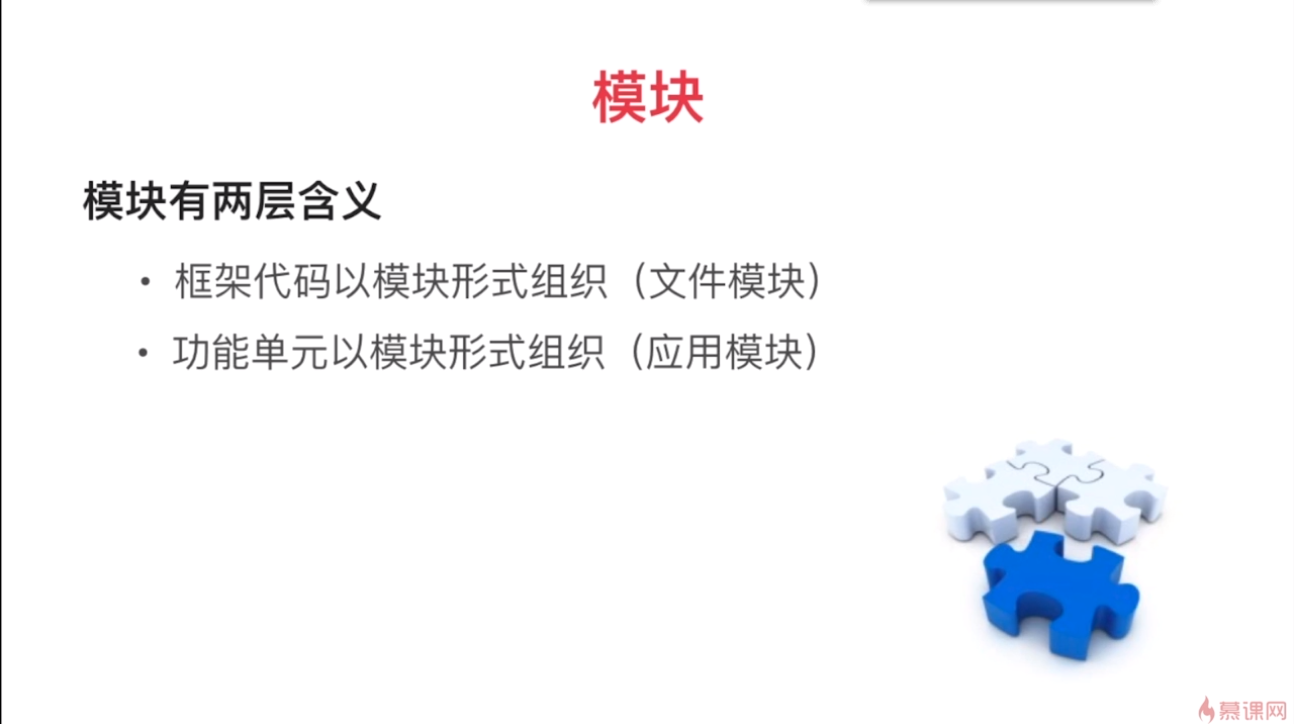 模块
模块有两层含义
• 框架代码以模块形式组织（文件模块）
• 功能单元以模块形式组织（应用模块）
慕课网